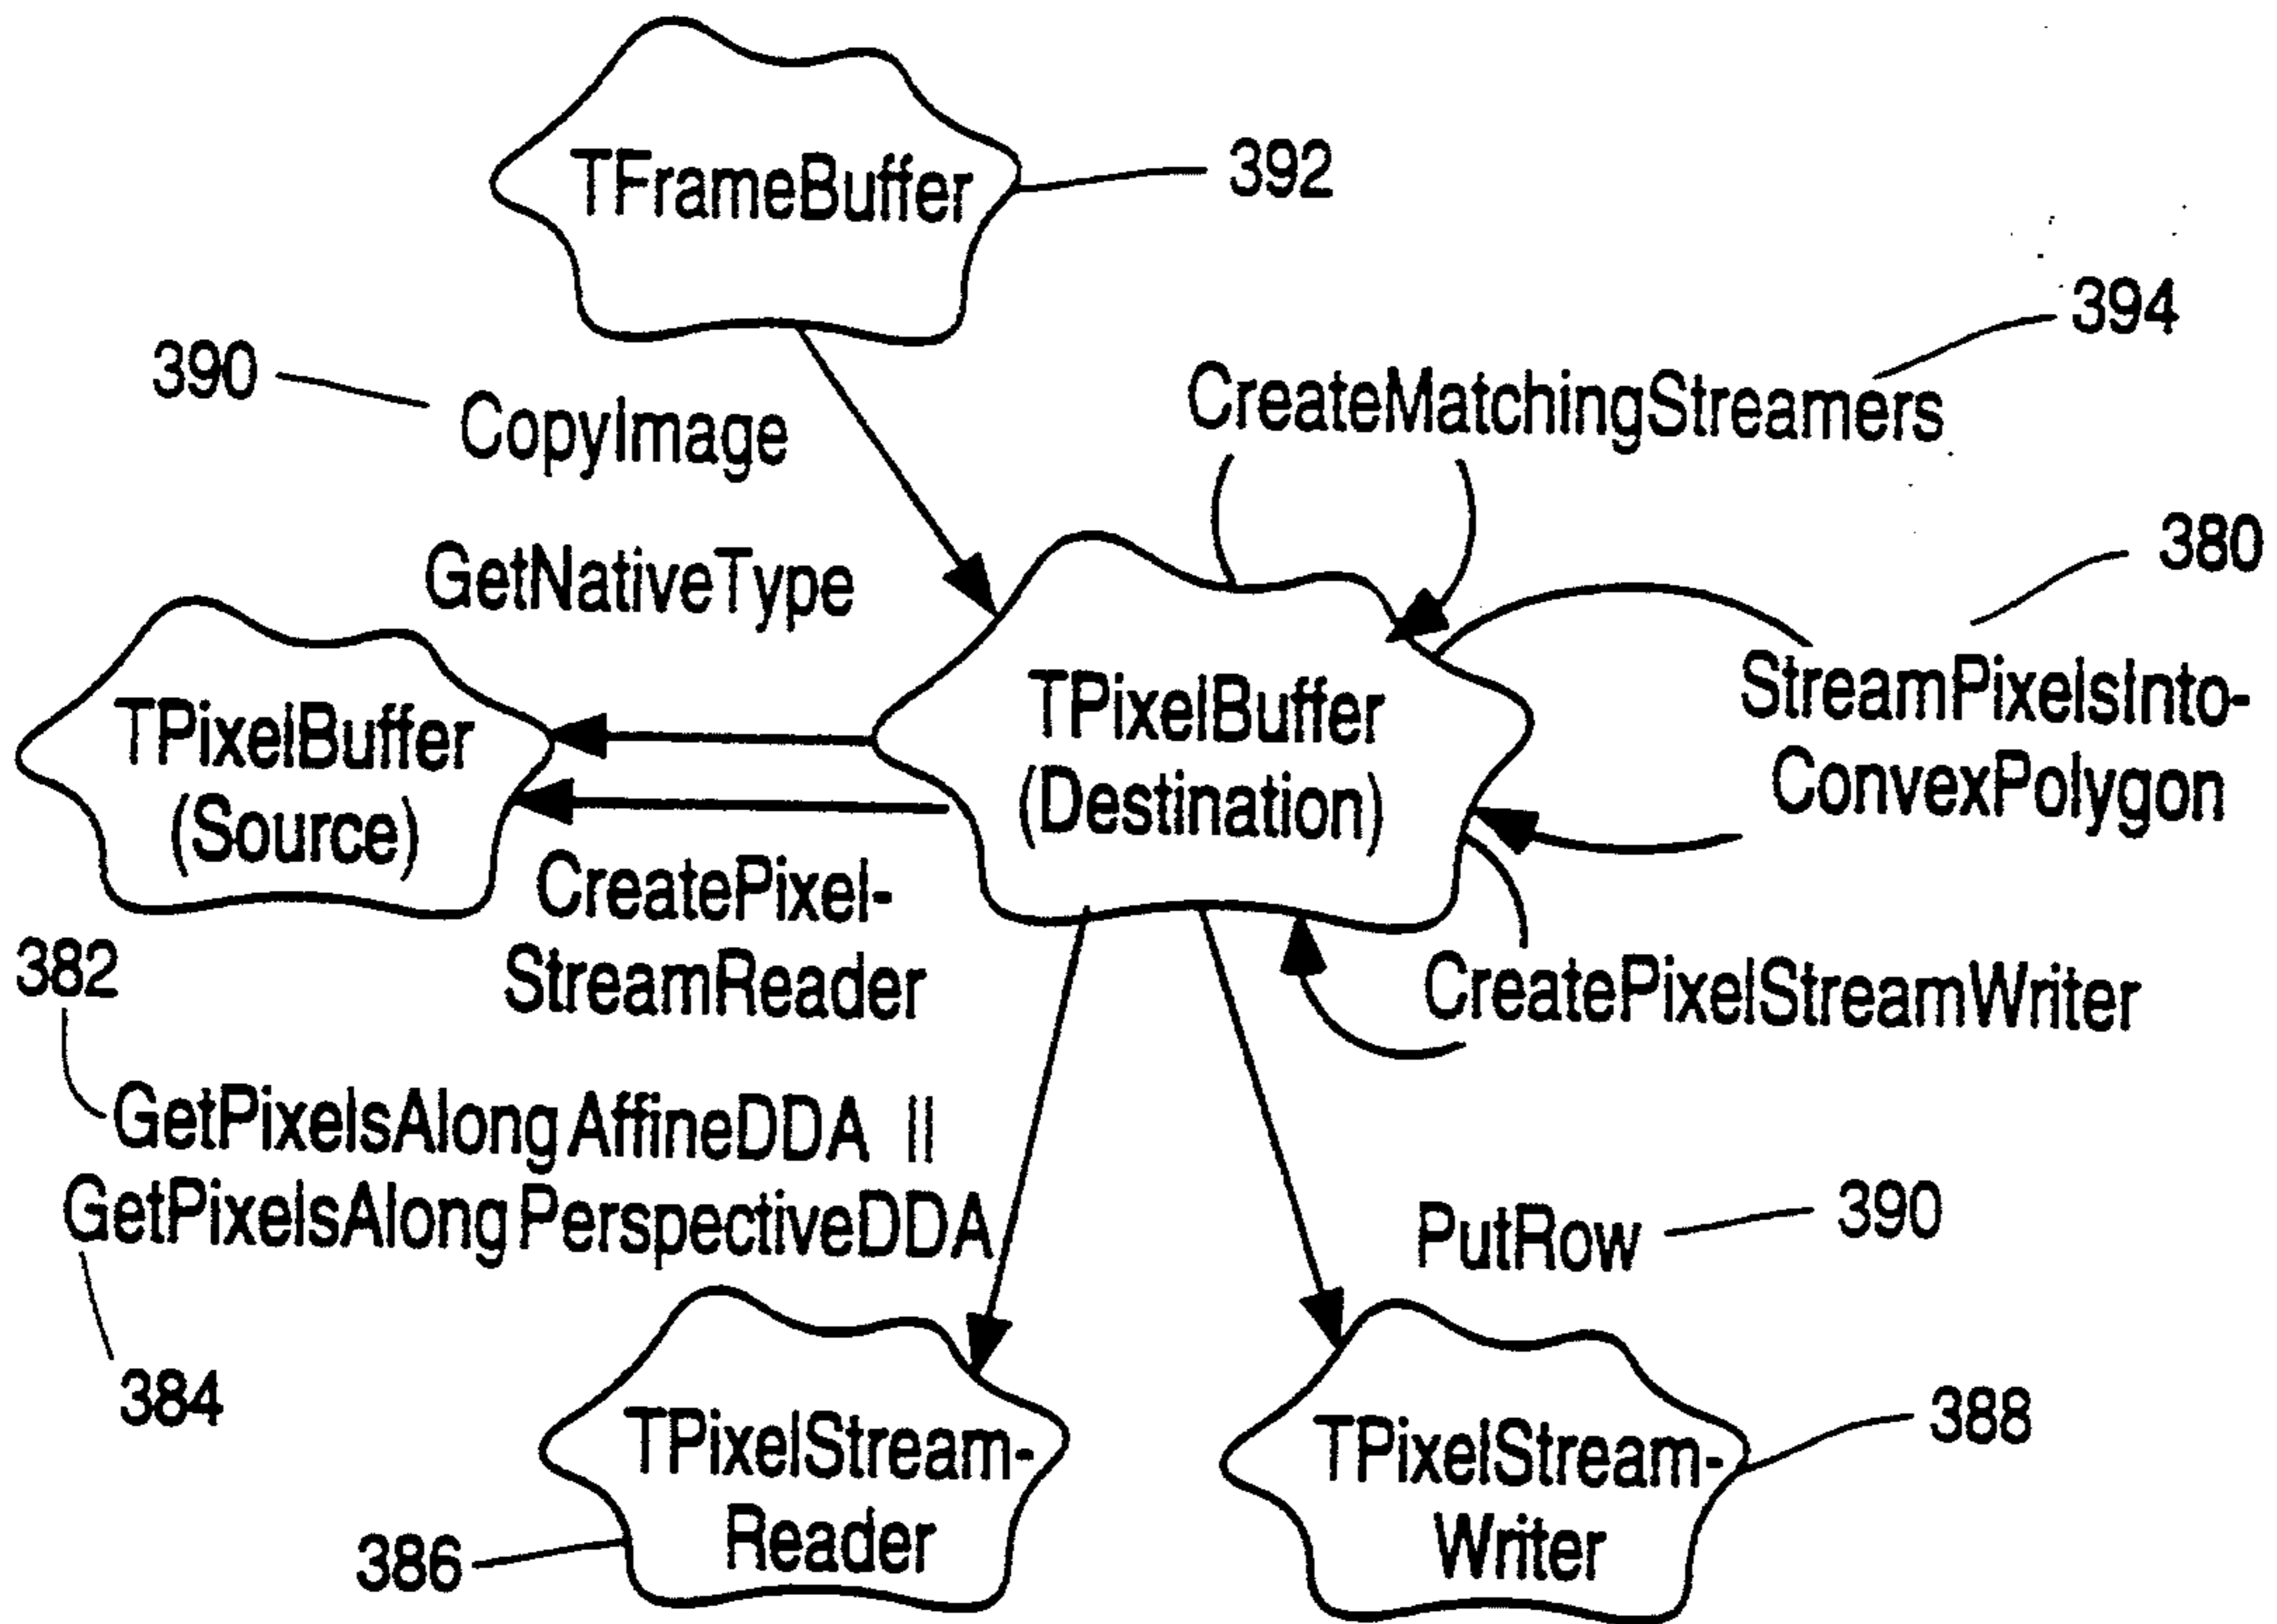 TFrameBuffer
392
394
390
CopyImage
CreateMatchingStreamers
380
GetNativeType
TPixelBuffer
(Source)
TPixelBuffer
(Destination)
StreamPixelsInto-
ConvexPolygon
CreatePixel-
StreamReader
CreatePixelStreamWriter
382
GetPixelsAlongAffineDDA ||
GetPixelsAlongPerspectiveDDA
384
PutRow
390
TPixelStream-
Reader
386
TPixelStream-
Writer
388